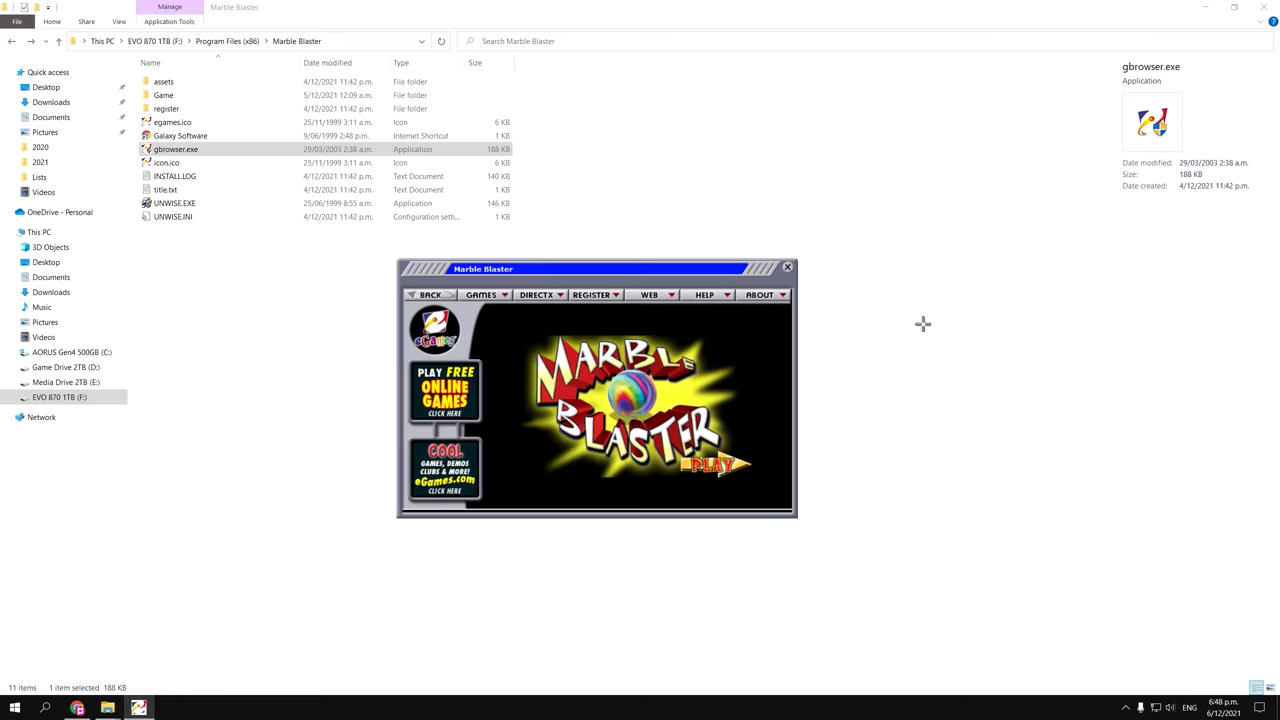 Manage
Marble Blaster
File
Home
Share
View
Application Tools
This PC
EVO 870 1TB (F:)
Program Files (x86)
Marble Blaster
Search Marble Blaster
Quick access
Desktop
Downloads
Documents
Pictures
2020
2021
Lists
Videos
OneDrive - Personal
This PC
3D Objects
Desktop
Documents
Downloads
Music
Pictures
Videos
AORUS Gen4 500GB (C:)
Game Drive 2TB (D:)
Media Drive 2TB (E:)
EVO 870 1TB (F:)
Network
Name Date modified Type Size
assets 4/12/2021 11:42 p.m. File folder
Game 5/12/2021 12:09 a.m. File folder
register 4/12/2021 11:42 p.m. File folder
egames.ico 25/11/1999 3:11 a.m. Icon 6 KB
Galaxy Software 9/06/1999 2:48 p.m. Internet Shortcut 1 KB
gbrowser.exe 29/03/2003 2:38 a.m. Application 188 KB
icon.ico 25/11/1999 3:11 a.m. Icon 6 KB
INSTALL.LOG 4/12/2021 11:42 p.m. Text Document 140 KB
title.txt 4/12/2021 11:42 p.m. Text Document 1 KB
UNWISE.EXE 25/06/1999 8:55 a.m. Application 146 KB
UNWISE.INI 4/12/2021 11:42 p.m. Configuration setti... 1 KB
gbrowser.exe
Application
Date modified: 29/03/2003 2:38 a.m.
Size: 188 KB
Date created: 4/12/2021 11:42 p.m.
Marble Blaster
BACK GAMES DIRECTX REGISTER WEB HELP ABOUT
eGames
PLAY FREE
ONLINE
GAMES
CLICK HERE
COOL
GAMES, DEMOS
CLUBS & MORE!
eGames.com
CLICK HERE
MARBLE
BLASTER
PLAY
11 items 1 item selected 188 KB
ENG
6:48 p.m.
6/12/2021